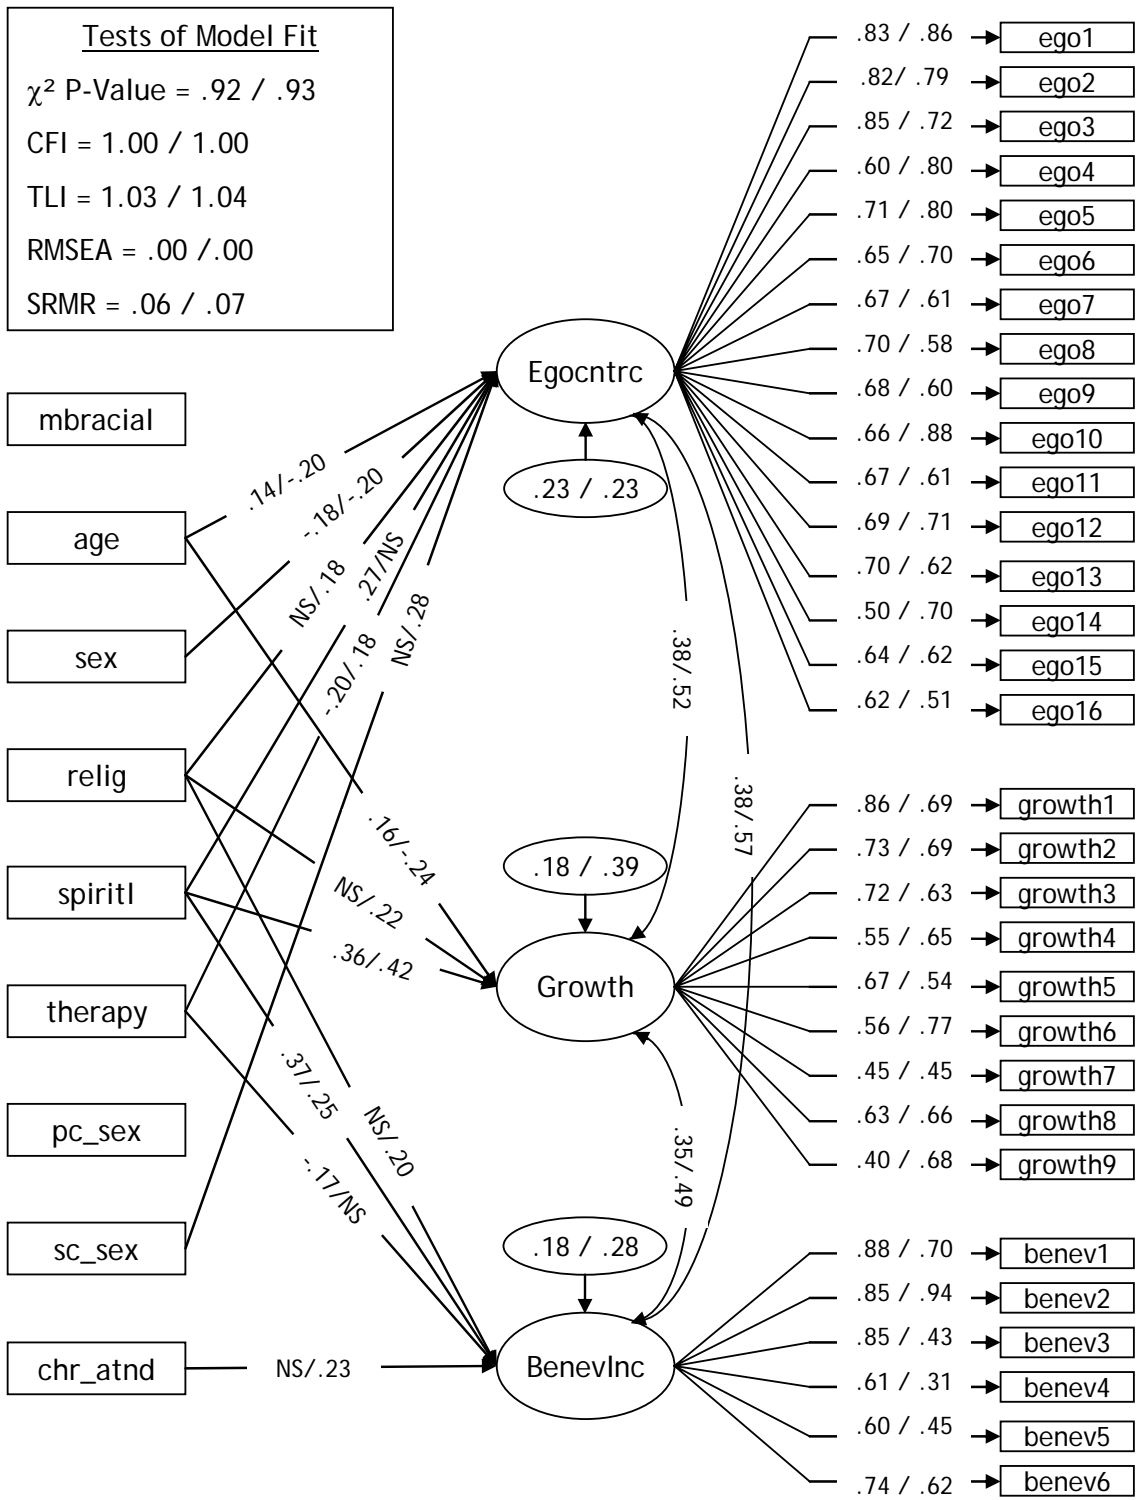 Tests of Model Fit
χ² P-Value = .92 / .93
CFI = 1.00 / 1.00
TLI = 1.03 / 1.04
RMSEA = .00 /.00
SRMR = .06 / .07
mbracial
age
sex
relig
spiritl
therapy
pc_sex
sc_sex
chr_atnd
.14/-.20
-.18/-.20
NS/.18
.27/NS
-.20/.18
NS/.28
.16/-.24
NS/.22
.36/.42
.37/.25
NS/.20
-.17/NS
NS/.23
Egocntrc
.23 / .23
.38/.52
.38/.57
.18 / .39
Growth
.35/.49
.18 / .28
BenevInc
.83 / .86 ego1
.82/ .79 ego2
.85 / .72 ego3
.60 / .80 ego4
.71 / .80 ego5
.65 / .70 ego6
.67 / .61 ego7
.70 / .58 ego8
.68 / .60 ego9
.66 / .88 ego10
.67 / .61 ego11
.69 / .71 ego12
.70 / .62 ego13
.50 / .70 ego14
.64 / .62 ego15
.62 / .51 ego16
.86 / .69 growth1
.73 / .69 growth2
.72 / .63 growth3
.55 / .65 growth4
.67 / .54 growth5
.56 / .77 growth6
.45 / .45 growth7
.63 / .66 growth8
.40 / .68 growth9
.88 / .70 benev1
.85 / .94 benev2
.85 / .43 benev3
.61 / .31 benev4
.60 / .45 benev5
.74 / .62 benev6